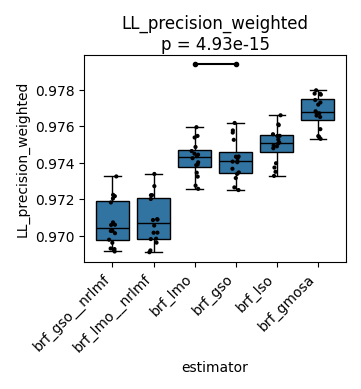 LL_precision_weighted
p = 4.93e-15
LL_precision_weighted
0.978
0.976
0.974
0.972
0.970
brf_gso__nrlmf
brf_lmo__nrlmf
brf_lmo
brf_gso
brf_lso
brf_gmosa
estimator